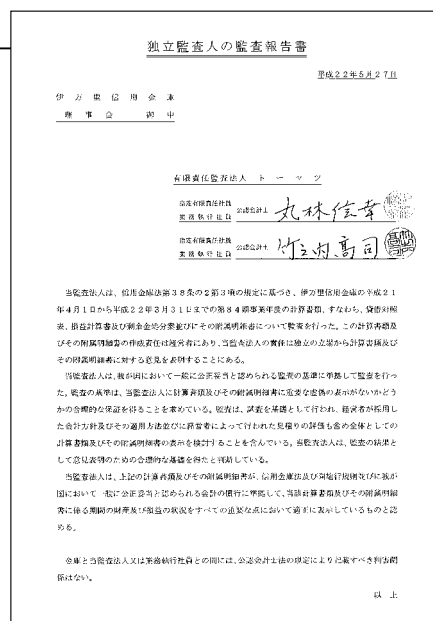 独立監査人の監査報告書
平成22年5月27日
伊万里信用金庫
理事会 御中
有限責任監査法人 トーマツ
指定有限責任社員 業務執行社員 公認会計士 丸林信幸
指定有限責任社員 業務執行社員 公認会計士 竹之内髙司
当監査法人は、信用金庫法第38条の2第3項の規定に基づき、伊万里信用金庫の平成21
年4月1日から平成22年3月31日までの第84期事業年度の計算書類、すなわち、貸借対照
表、損益計算書及び剰余金処分案並びにその附属明細書について監査を行った。この計算書類及
びその附属明細書の作成責任は経営者にあり、当監査法人の責任は独立の立場から計算書類及び
その附属明細書に対する意見を表明することにある。
当監査法人は、我が国において一般に公正妥当と認められる監査の基準に準拠して監査を行っ
た。監査の基準は、当監査法人に計算書類及びその附属明細書に重要な虚偽の表示がないかどう
かの合理的な保証を得ることを求めている。監査は、試査を基礎として行われ、経営者が採用し
た会計方針及びその適用方法並びに経営者によって行われた見積りの評価も含め全体としての
計算書類及びその附属明細書の表示を検討することを含んでいる。当監査法人は、監査の結果と
して意見表明のための合理的な基礎を得たと判断している。
当監査法人は、上記の計算書類及びその附属明細書が、信用金庫法及び同施行規則並びに我が
国において一般に公正妥当と認められる会計の慣行に準拠して、当該計算書類及びその附属明細
書に係る期間の財産及び損益の状況をすべての重要な点において適正に表示しているものと認
める。
金庫と当監査法人又は業務執行社員との間には、公認会計士法の規定により記載すべき利害関
係はない。
以上